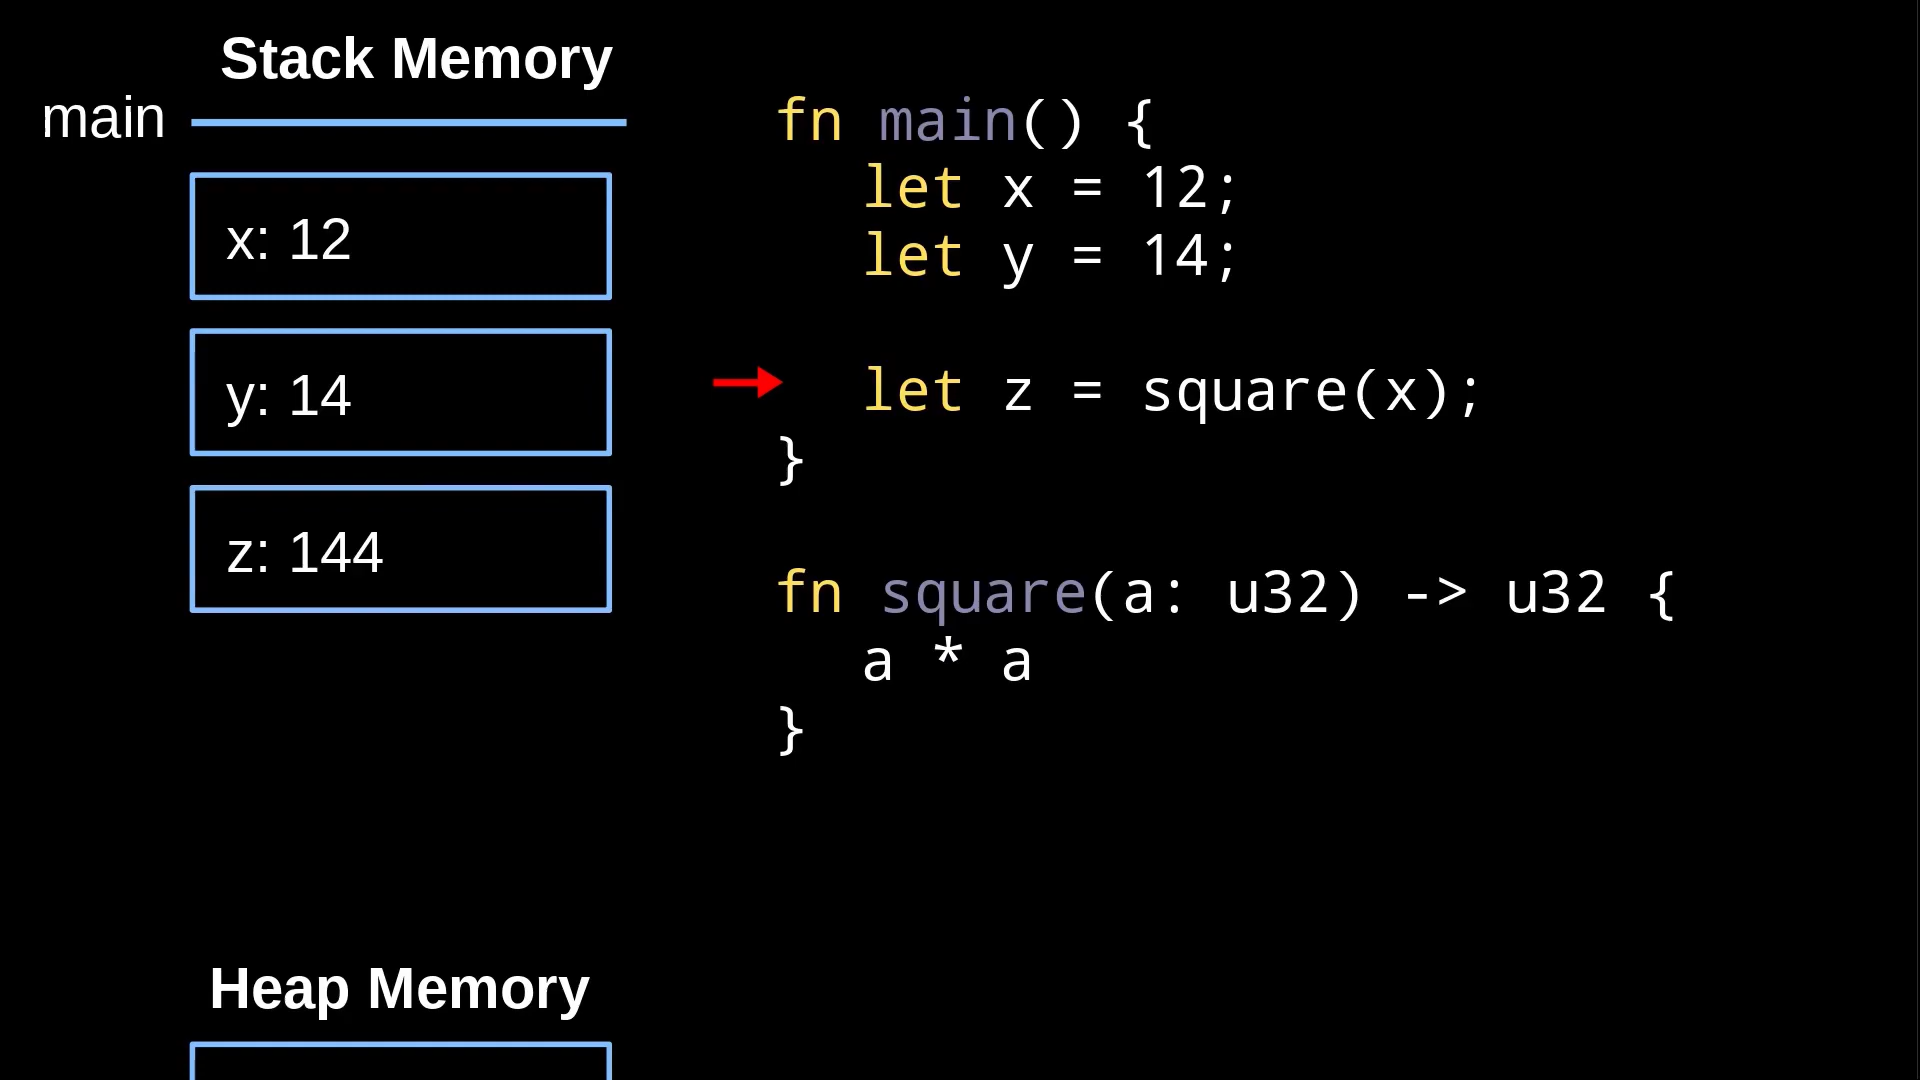 Stack Memory
main
x: 12
y: 14
z: 144
fn main() {
   let x = 12;
   let y = 14;

   let z = square(x);
}

fn square(a: u32) -> u32 {
   a * a
}
Heap Memory